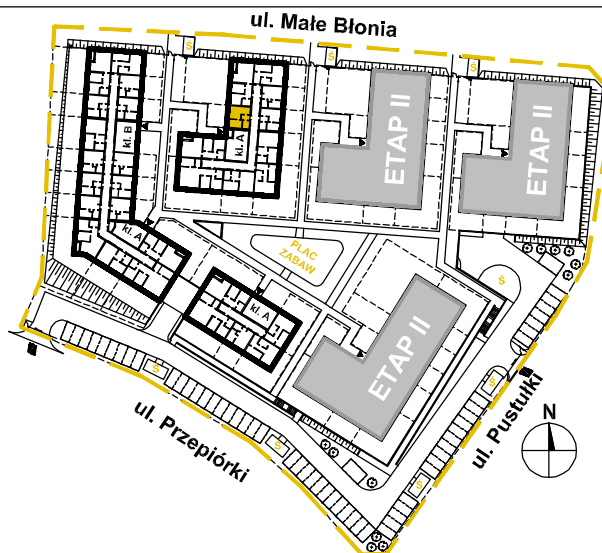 ul. Małe Błonia
Ś
Ś
Ś
kl. B
kl. A
ETAP II
ETAP II
kl. A
PLAC
ZABAW
Ś
kl. A
ETAP II
Ś
Ś
Ś
Ś
ul. Przepiórki
ul. Pustułki
N